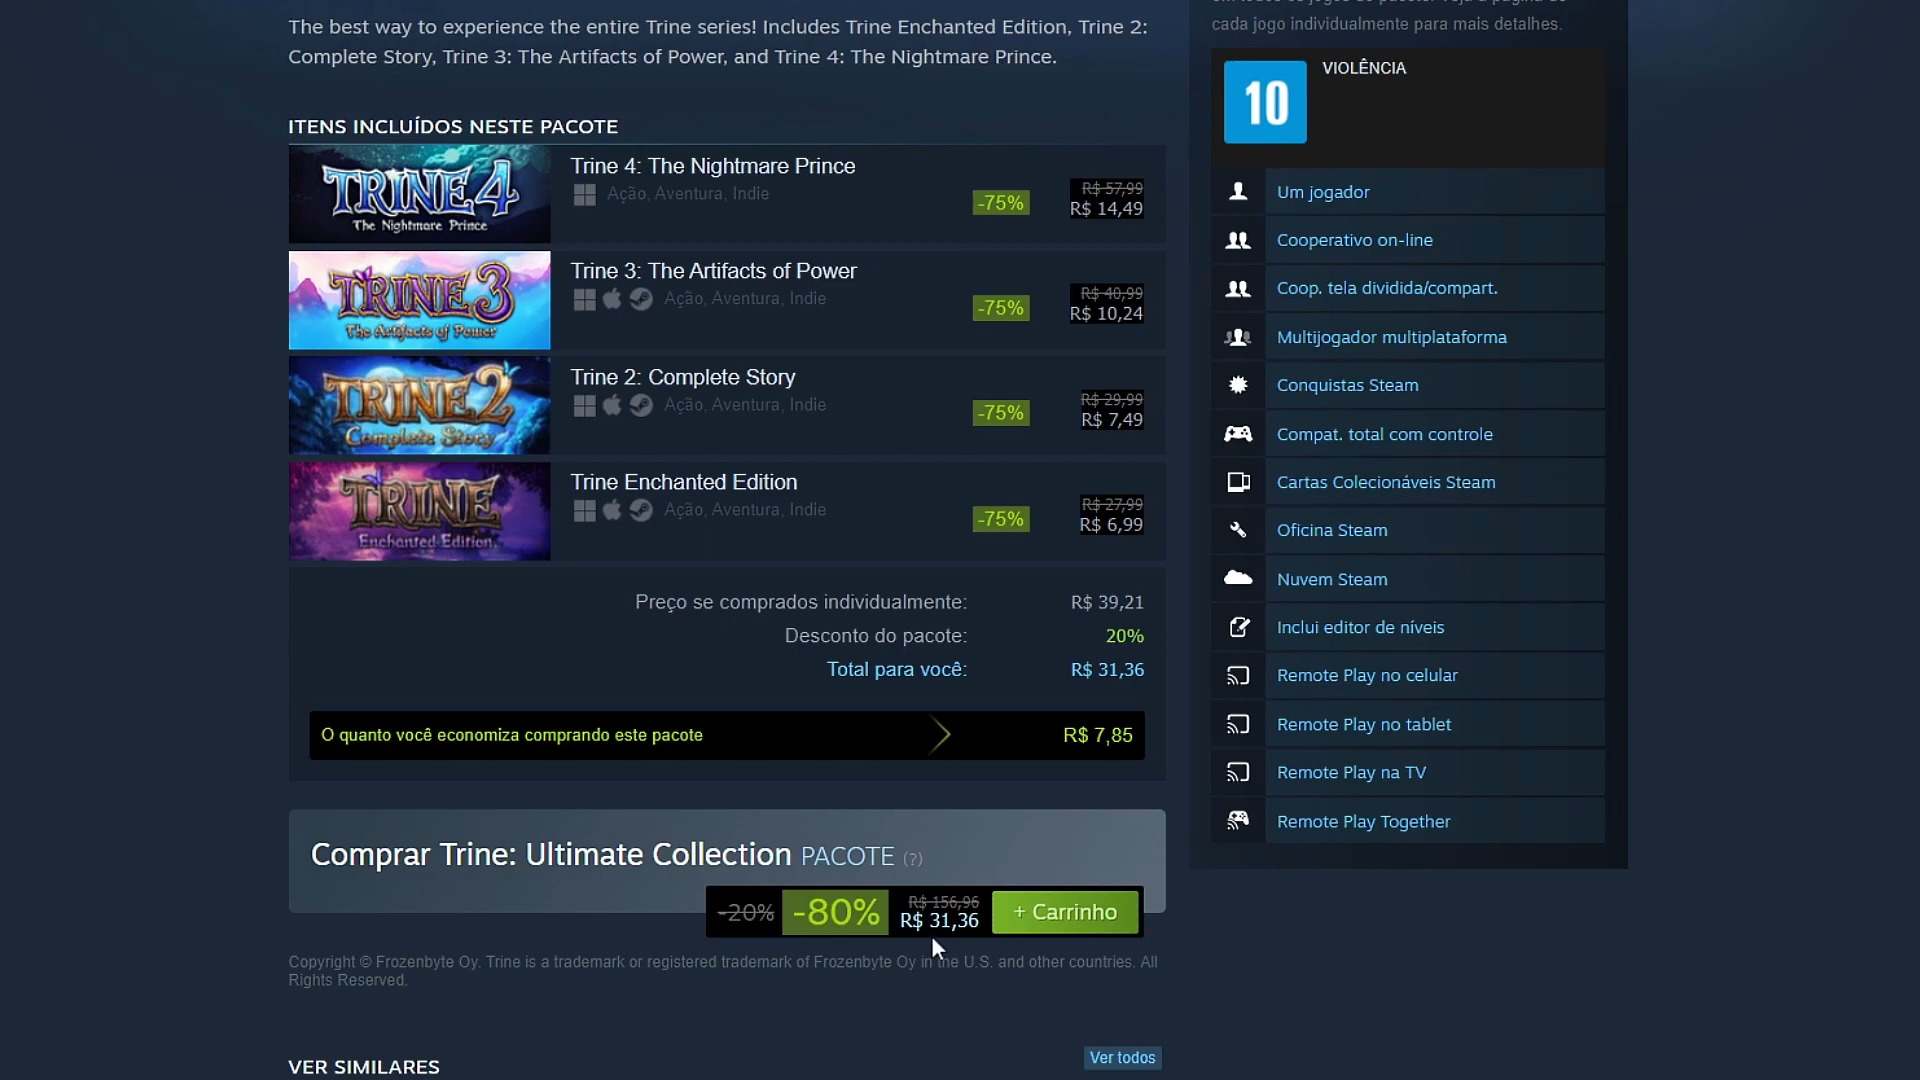 The best way to experience the entire Trine series! Includes Trine Enchanted Edition, Trine 2:
Complete Story, Trine 3: The Artifacts of Power, and Trine 4: The Nightmare Prince.
ITENS INCLUÍDOS NESTE PACOTE
TRINE 4
The Nightmare Prince
Trine 4: The Nightmare Prince
Ação, Aventura, Indie
-75%
R$ 57,99
R$ 14,49
TRINE 3
The Artifacts of Power
Trine 3: The Artifacts of Power
Ação, Aventura, Indie
-75%
R$ 40,99
R$ 10,24
TRINE 2
Complete Story
Trine 2: Complete Story
Ação, Aventura, Indie
-75%
R$ 29,99
R$ 7,49
TRINE
Enchanted Edition
Trine Enchanted Edition
Ação, Aventura, Indie
-75%
R$ 27,99
R$ 6,99
Preço se comprados individualmente: R$ 39,21
Desconto do pacote: 20%
Total para você: R$ 31,36
O quanto você economiza comprando este pacote R$ 7,85
Comprar Trine: Ultimate Collection PACOTE (?)
-20% -80% R$ 156,96
R$ 31,36
+ Carrinho
Copyright © Frozenbyte Oy. Trine is a trademark or registered trademark of Frozenbyte Oy in the U.S. and other countries. All
Rights Reserved.
VER SIMILARES
Ver todos
cada jogo individualmente para mais detalhes.
10
VIOLÊNCIA
Um jogador
Cooperativo on-line
Coop. tela dividida/compart.
Multijogador multiplataforma
Conquistas Steam
Compat. total com controle
Cartas Colecionáveis Steam
Oficina Steam
Nuvem Steam
Inclui editor de níveis
Remote Play no celular
Remote Play no tablet
Remote Play na TV
Remote Play Together